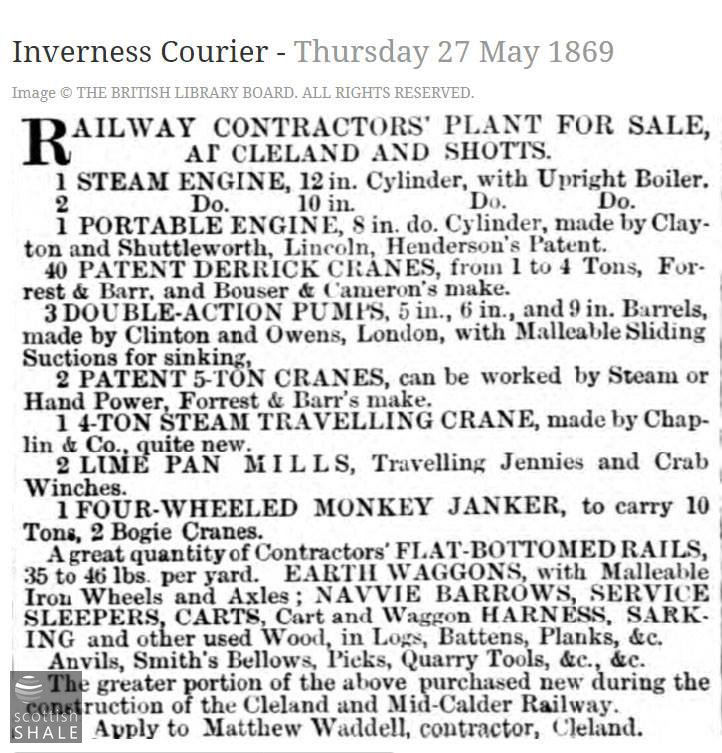 Inverness Courier - Thursday 27 May 1869
Image © THE BRITISH LIBRARY BOARD. ALL RIGHTS RESERVED.
RAILWAY CONTRACTORS' PLANT FOR SALE,
AT CLELAND AND SHOTTS.
1 STEAM ENGINE, 12 in. Cylinder, with Upright Boiler.
2 Do. 10 in. Do. Do.
1 PORTABLE ENGINE, 8 in. do. Cylinder, made by Clay-
ton and Shuttleworth, Lincoln, Henderson's Patent.
40 PATENT DERRICK CRANES, from 1 to 4 Tons, For-
rest & Barr, and Bouser & Cameron's make.
3 DOUBLE-ACTION PUMPS, 5 in., 6 in., and 9 in. Barrels,
made by Clinton and Owens, London, with Malleable Sliding
Suctions for sinking,
2 PATENT 5-TON CRANES, can be worked by Steam or
Hand Power, Forrest & Barr's make.
1 4-TON STEAM TRAVELLING CRANE, made by Chap-
lin & Co., quite new.
2 LIME PAN MILLS, Travelling Jennies and Crab
Winches.
1 FOUR-WHEELED MONKEY JANKER, to carry 10
Tons, 2 Bogie Cranes.
A great quantity of Contractors' FLAT-BOTTOMED RAILS,
35 to 46 lbs. per yard. EARTH WAGGONS, with Malleable
Iron Wheels and Axles; NAVVIE BARROWS, SERVICE
SLEEPERS, CARTS, Cart and Waggon HARNESS, SARK-
ING and other used Wood, in Logs, Battens, Planks, &c.
Anvils, Smith's Bellows, Picks, Quarry Tools, &c., &c.
The greater portion of the above purchased new during the
construction of the Cleland and Mid-Calder Railway.
Apply to Matthew Waddell, contractor, Cleland.
scottish
SHALE